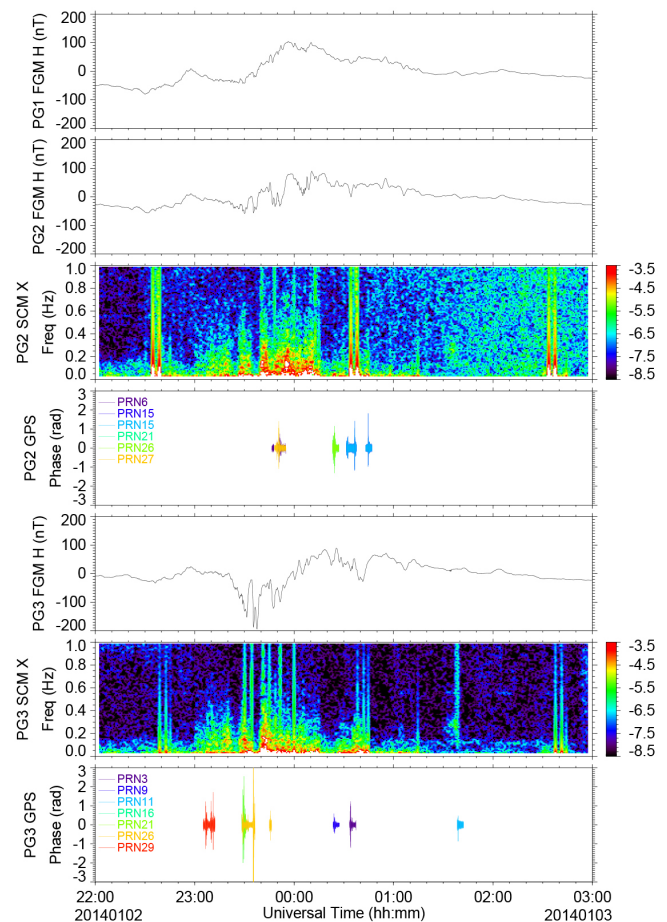 200
100
0
-100
-200
PG1 FGM H (nT)
200
100
0
-100
-200
PG2 FGM H (nT)
1.0
0.8
0.6
0.4
0.2
0.0
PG2 SCM X
Freq (Hz)
-3.5
-4.5
-5.5
-6.5
-7.5
-8.5
3
2
1
0
-1
-2
-3
PG2 GPS
Phase (rad)
PRN6
PRN15
PRN15
PRN21
PRN26
PRN27
200
100
0
-100
-200
PG3 FGM H (nT)
1.0
0.8
0.6
0.4
0.2
0.0
PG3 SCM X
Freq (Hz)
-3.5
-4.5
-5.5
-6.5
-7.5
-8.5
3
2
1
0
-1
-2
-3
PG3 GPS
Phase (rad)
PRN3
PRN9
PRN11
PRN16
PRN21
PRN26
PRN29
22:00 23:00 00:00 01:00 02:00 03:00
20140102 Universal Time (hh:mm) 20140103